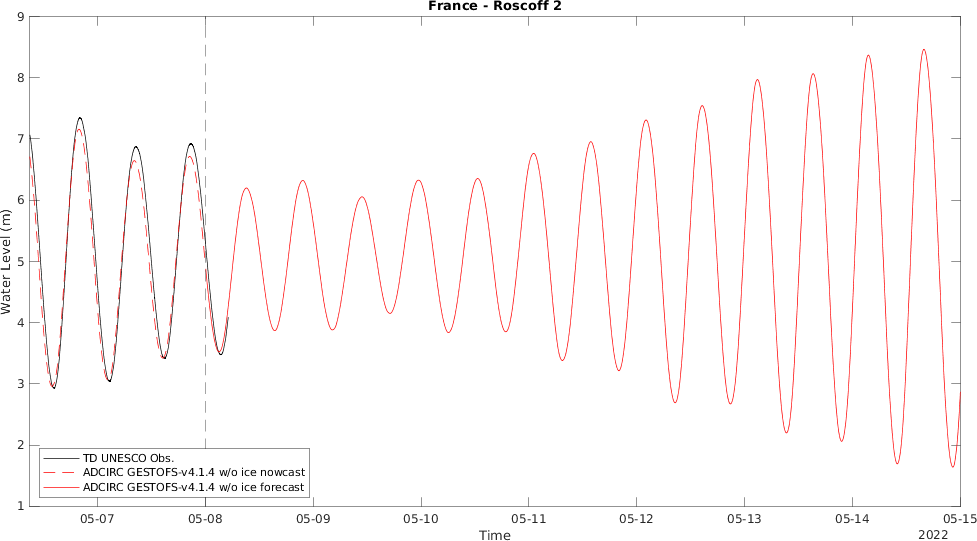 France - Roscoff 2
9
8
7
6
5
4
3
2
1
Water Level (m)
TD UNESCO Obs.
ADCIRC GESTOFS-v4.1.4 w/o ice nowcast
ADCIRC GESTOFS-v4.1.4 w/o ice forecast
05-07 05-08 05-09 05-10 05-11 05-12 05-13 05-14 05-15
Time
2022